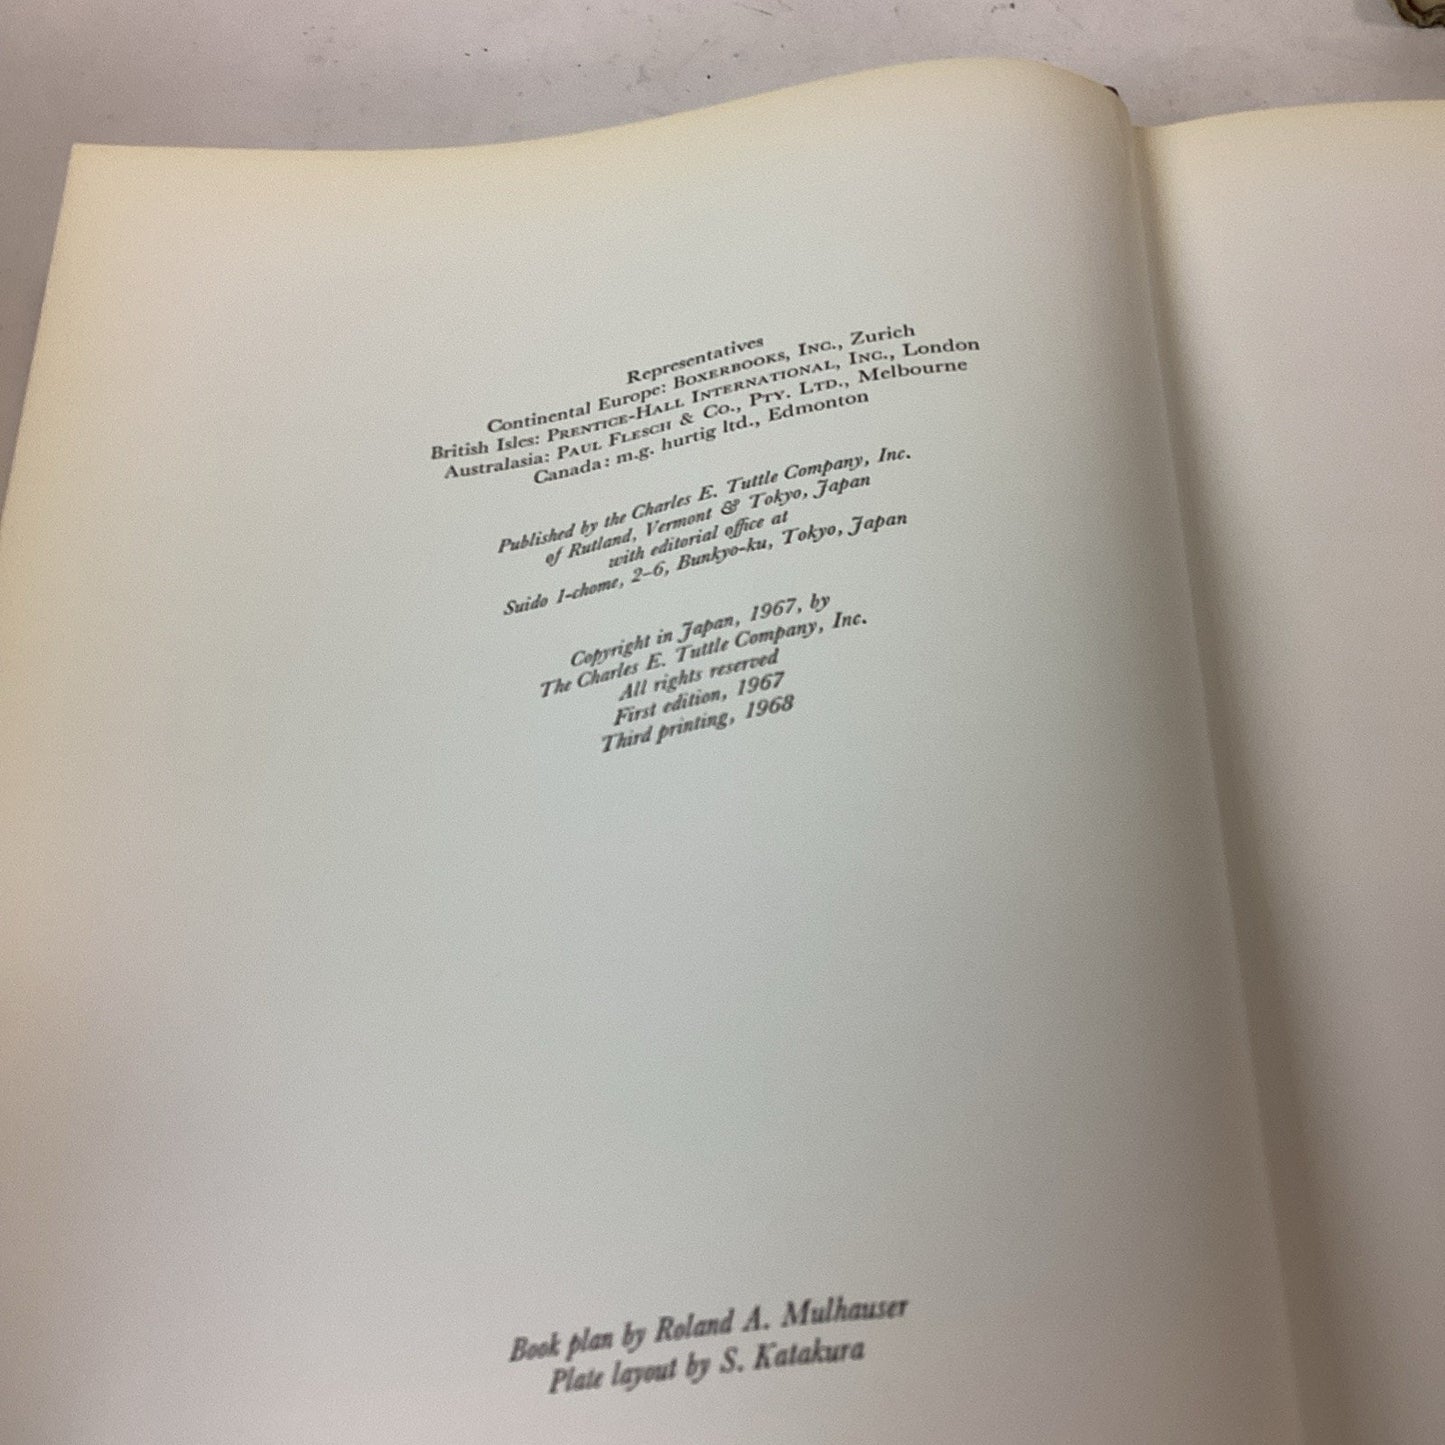 Representatives
Continental Europe: BOXERBOOKS, INC., Zurich
British Isles: PRENTICE-HALL INTERNATIONAL, INC., London
Australasia: PAUL FLESCH & CO., PTY. LTD., Melbourne
Canada: m.g. hurtig ltd., Edmonton
Published by the Charles E. Tuttle Company, Inc.
of Rutland, Vermont & Tokyo, Japan
with editorial office at
Suido 1-chome, 2–6, Bunkyo-ku, Tokyo, Japan
Copyright in Japan, 1967, by
The Charles E. Tuttle Company, Inc.
All rights reserved
First edition, 1967
Third printing, 1968
Book plan by Roland A. Mulhauser
Plate layout by S. Katakura